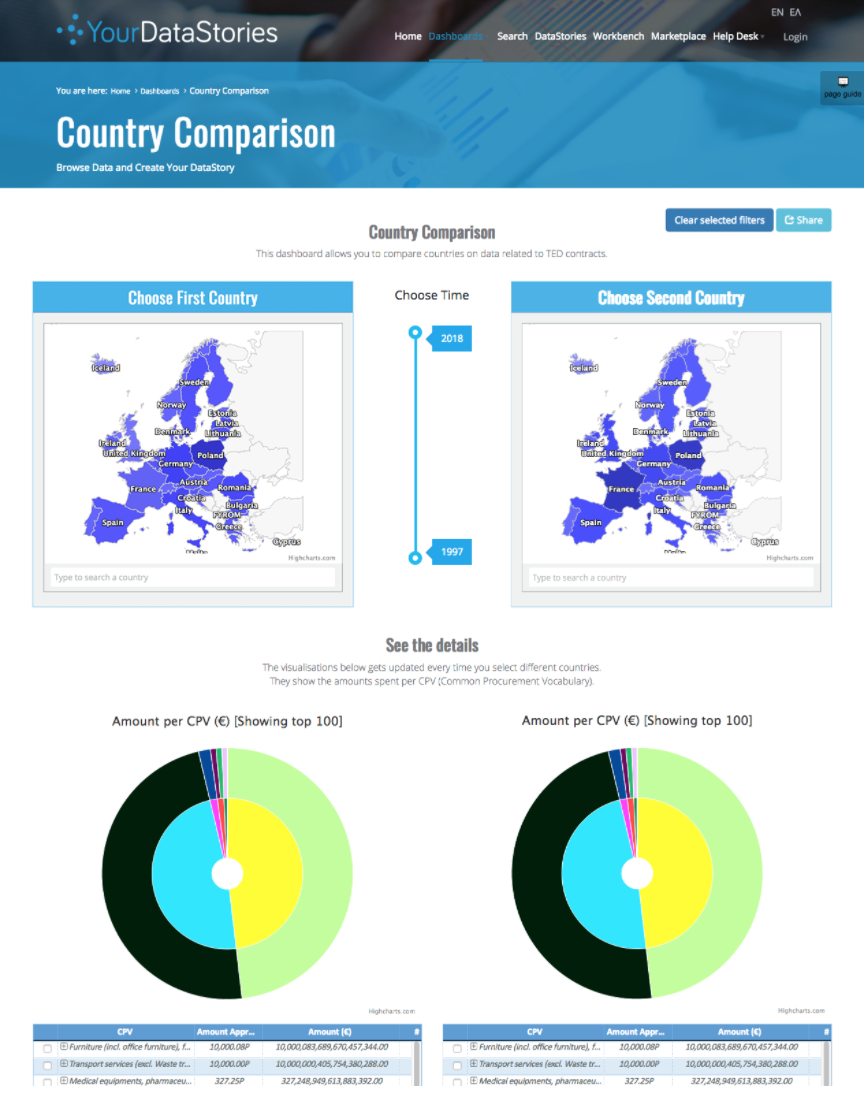 EN ΕΛ
YourDataStories
Home Dashboards Search DataStories Workbench Marketplace Help Desk Login
page guide
You are here: Home > Dashboards > Country Comparison
Country Comparison
Browse Data and Create Your DataStory
Clear selected filters Share
Country Comparison
This dashboard allows you to compare countries on data related to TED contracts.
Choose First Country
Iceland
Sweden
Norway
Estonia
Latvia
Denmark Lithuania
Ireland
United Kingdom Poland
Germany
Austria
France Romania
Croatia
Italy Bulgaria
FYROM
Spain Greece
Cyprus
Malta
Highcharts.com
Type to search a country
Choose Time
2018
1997
Choose Second Country
Iceland
Sweden
Norway
Estonia
Latvia
Denmark Lithuania
Ireland
United Kingdom Poland
Germany
Austria
France Romania
Croatia
Italy Bulgaria
FYROM
Spain Greece
Cyprus
Malta
Highcharts.com
Type to search a country
See the details
The visualisations below gets updated every time you select different countries.
They show the amounts spent per CPV (Common Procurement Vocabulary).
Amount per CPV (€) [Showing top 100]
Highcharts.com
CPV Amount Appr... Amount (€) #
Furniture (incl. office furniture), f... 10,000.08P 10,000,083,689,670,457,344.00
Transport services (excl. Waste tr... 10,000.00P 10,000,000,405,754,380,288.00
Medical equipments, pharmaceu... 327.25P 327,248,949,613,883,392.00
Amount per CPV (€) [Showing top 100]
Highcharts.com
CPV Amount Appr... Amount (€) #
Furniture (incl. office furniture), f... 10,000.08P 10,000,083,689,670,457,344.00
Transport services (excl. Waste tr... 10,000.00P 10,000,000,405,754,380,288.00
Medical equipments, pharmaceu... 327.25P 327,248,949,613,883,392.00